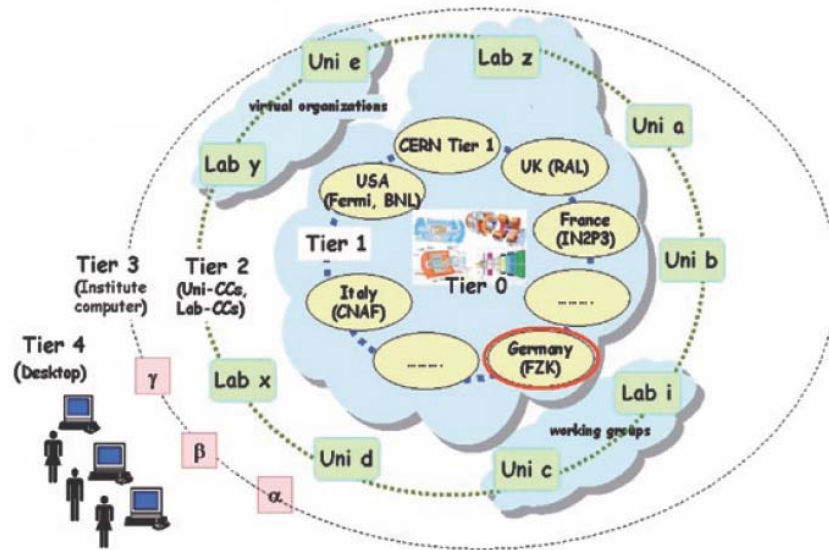 Uni e
Lab z
virtual organizations
Uni a
CERN Tier 1
Lab y
UK (RAL)
USA
(Fermi, BNL)
France
(IN2P3)
Tier 1
Tier 3
(Institute
computer)
Tier 2
(Uni-CCs,
Lab-CCs)
Uni b
Tier 0
Italy
(CNAF)
........
Tier 4
(Desktop)
........
Germany
(FZK)
γ
Lab x
Lab i
working groups
β
Uni d
Uni c
α